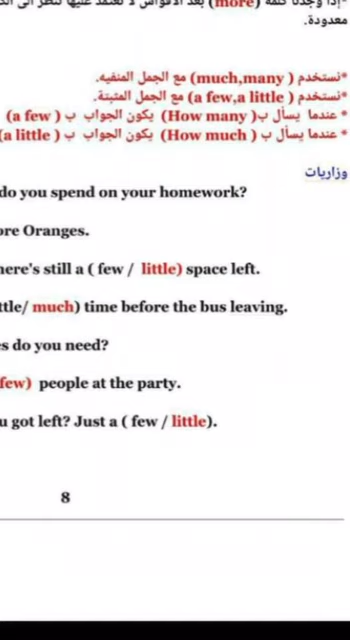 (more) بعد الأقواس لا نعتمد عليها ننظر الى
معدودة.
*نستخدم ( much,many) مع الجمل المنفيه.
*نستخدم ( a few,a little) مع الجمل المثبتة.
* عندما يسأل ب( How many) يكون الجواب ب ( a few)
* عندما يسأل ب ( How much) يكون الجواب ب ( a little)
وزاريات
do you spend on your homework?
ore Oranges.
here's still a ( few / little) space left.
ttle/ much) time before the bus leaving.
s do you need?
few) people at the party.
u got left? Just a ( few / little).
8